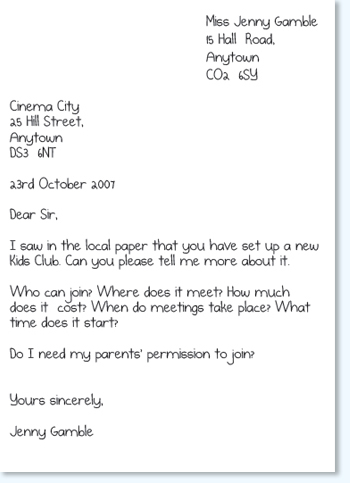 Miss Jenny Gamble
15 Hall Road,
Anytown
CO2 6SY
Cinema City
25 Hill Street,
Anytown
DS3 6NT
23rd October 2007
Dear Sir,
I saw in the local paper that you have set up a new
Kids Club. Can you please tell me more about it.
Who can join? Where does it meet? How much
does it cost? When do meetings take place? What
time does it start?
Do I need my parents' permission to join?
Yours sincerely,
Jenny Gamble